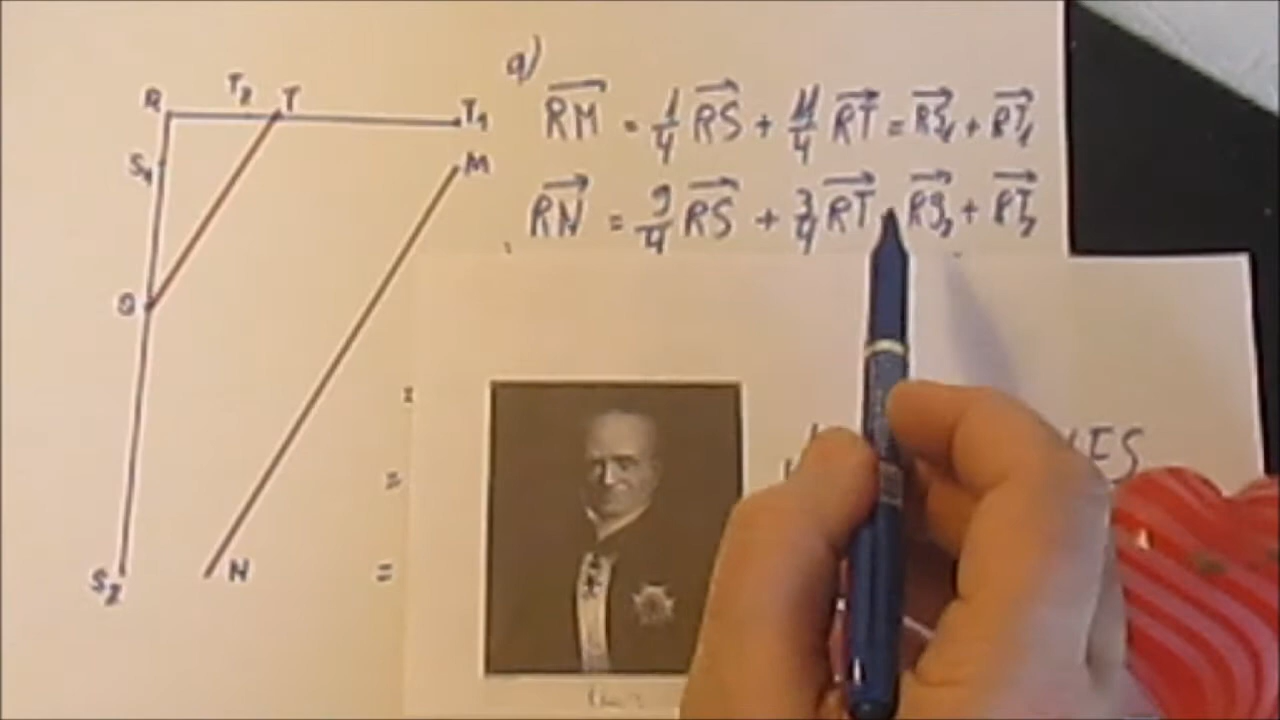 a)
R T₂ T T₁
S₁ M
S
S₂ N
RM⃗ = 1/4 RS⃗ + 11/4 RT⃗ = RS₁⃗ + RT₁⃗
RN⃗ = 9/4 RS⃗ + 3/4 RT⃗ = RS₂⃗ + RT₂⃗
=
=
=